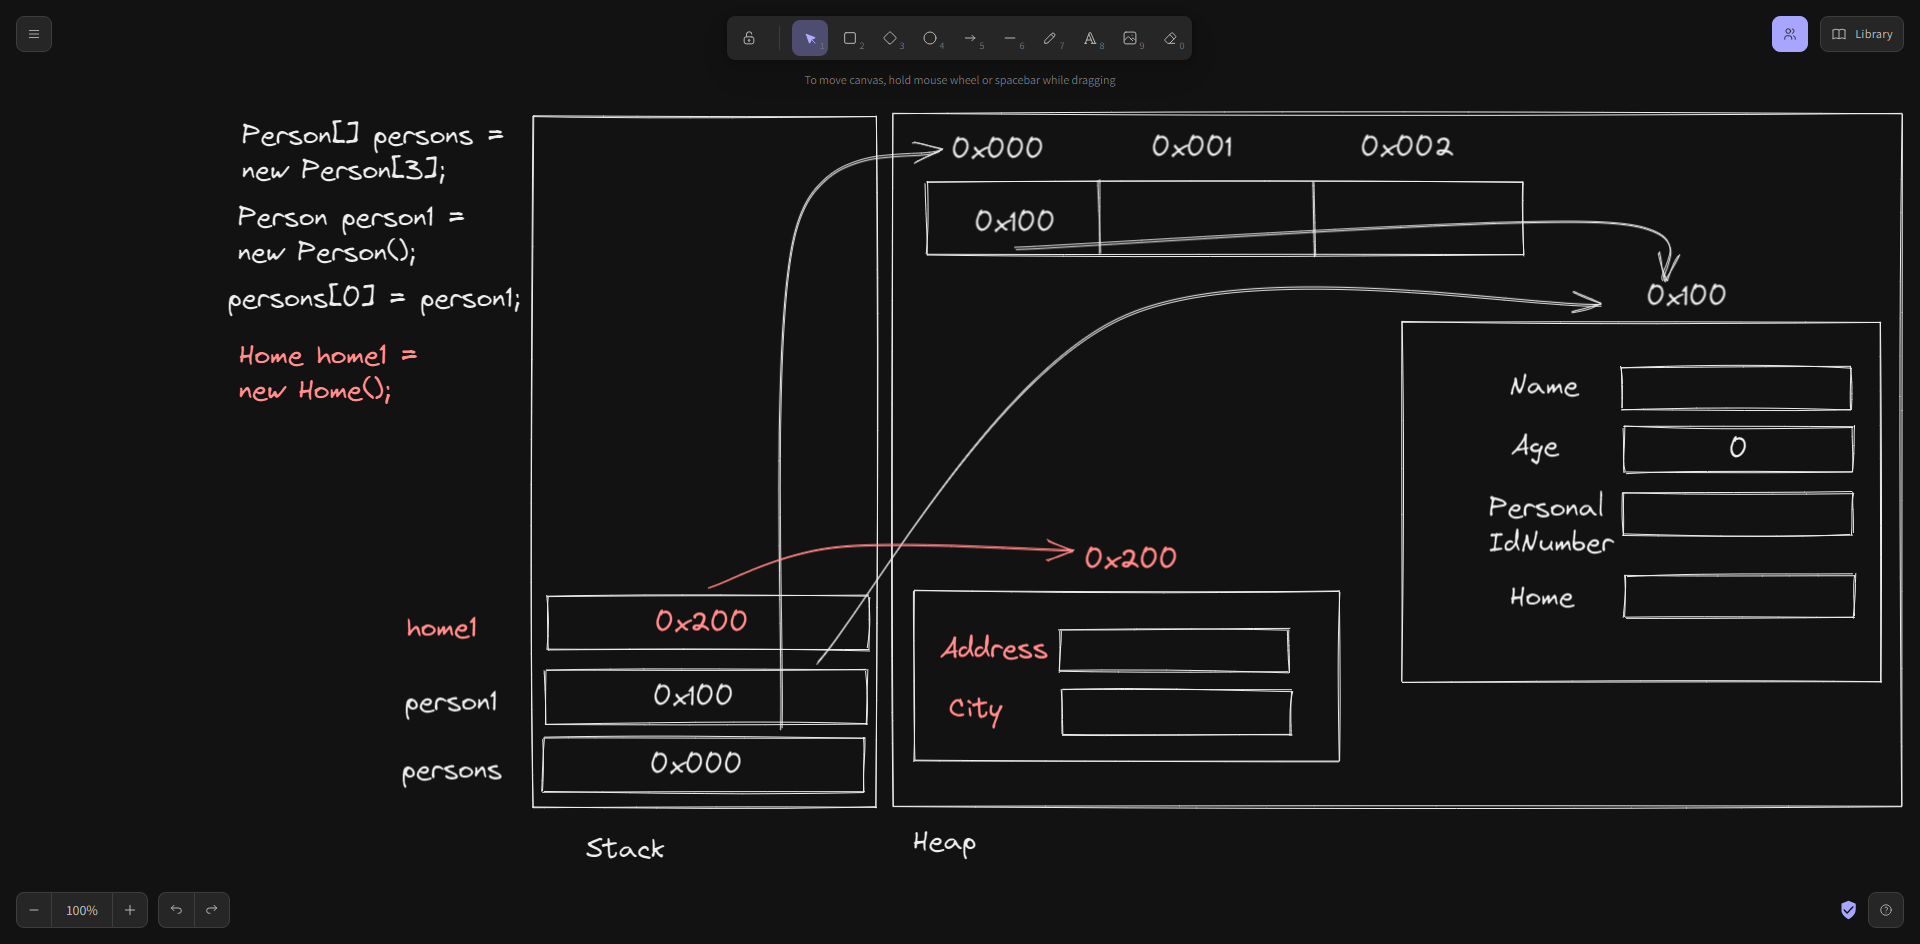 1
2
3
4
5
6
7
8
9
0
Library
To move canvas, hold mouse wheel or spacebar while dragging
Person[] persons =
new Person[3];
Person person1 =
new Person();
persons[0] = person1;
Home home1 =
new Home();
0x000 0x001 0x002
0x100
0x100
Name
Age 0
Personal
IdNumber
Home
0x200
Address
City
home1 0x200
person1 0x100
persons 0x000
Stack
Heap
100%